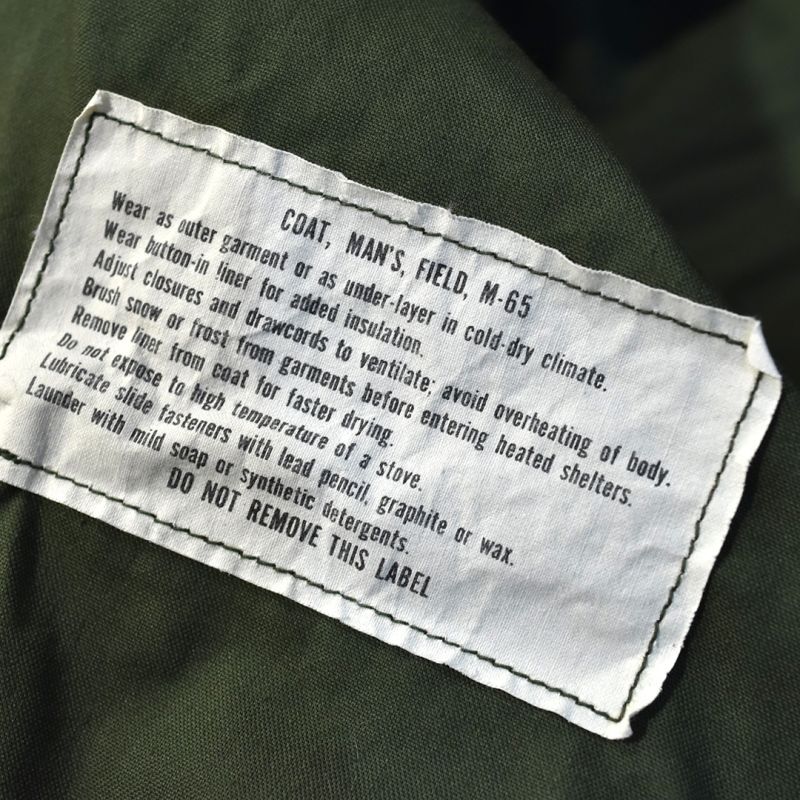 COAT, MAN'S, FIELD, M-65
Wear as outer garment or as under-layer in cold-dry climate.
Wear button-in liner for added insulation.
Adjust closures and drawcords to ventilate; avoid overheating of body.
Brush snow or frost from garments before entering heated shelters.
Remove liner from coat for faster drying.
Do not expose to high temperature of a stove.
Lubricate slide fasteners with lead pencil, graphite or wax.
Launder with mild soap or synthetic detergents.
DO NOT REMOVE THIS LABEL